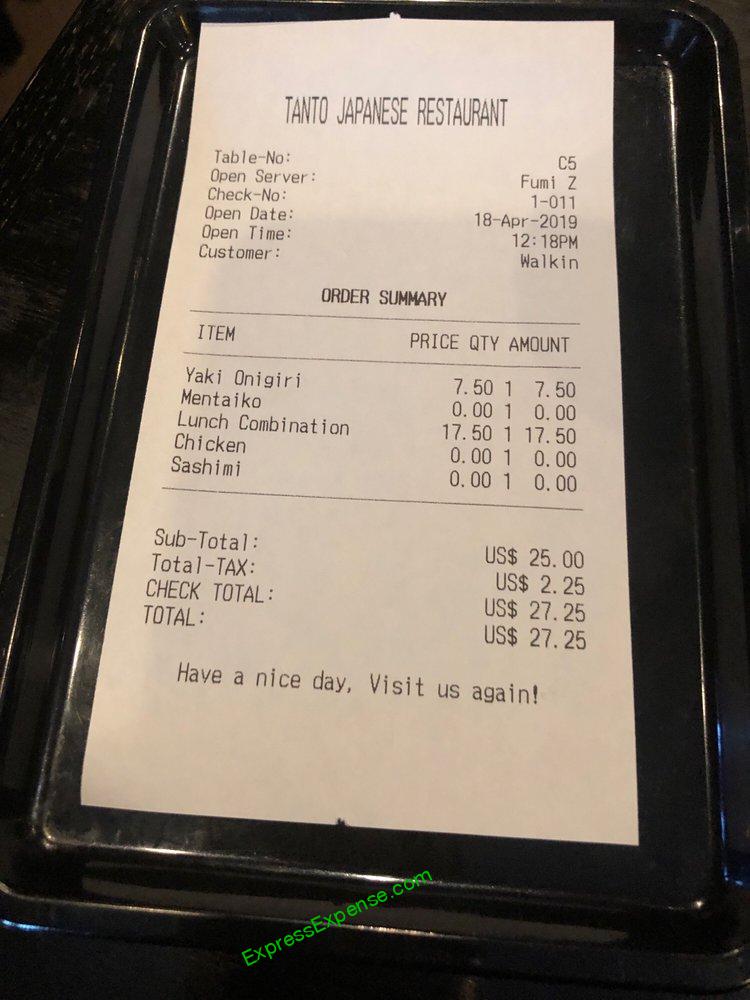 TANTO JAPANESE RESTAURANT
Table-No: C5
Open Server: Fumi Z
Check-No: 1-011
Open Date: 18-Apr-2019
Open Time: 12:18PM
Customer: Walkin
ORDER SUMMARY
ITEM PRICE QTY AMOUNT
Yaki Onigiri 7.50 1 7.50
Mentaiko 0.00 1 0.00
Lunch Combination 17.50 1 17.50
Chicken 0.00 1 0.00
Sashimi 0.00 1 0.00
Sub-Total: US$ 25.00
Total-TAX: US$ 2.25
CHECK TOTAL: US$ 27.25
TOTAL: US$ 27.25
Have a nice day, Visit us again!
ExpressExpense.com